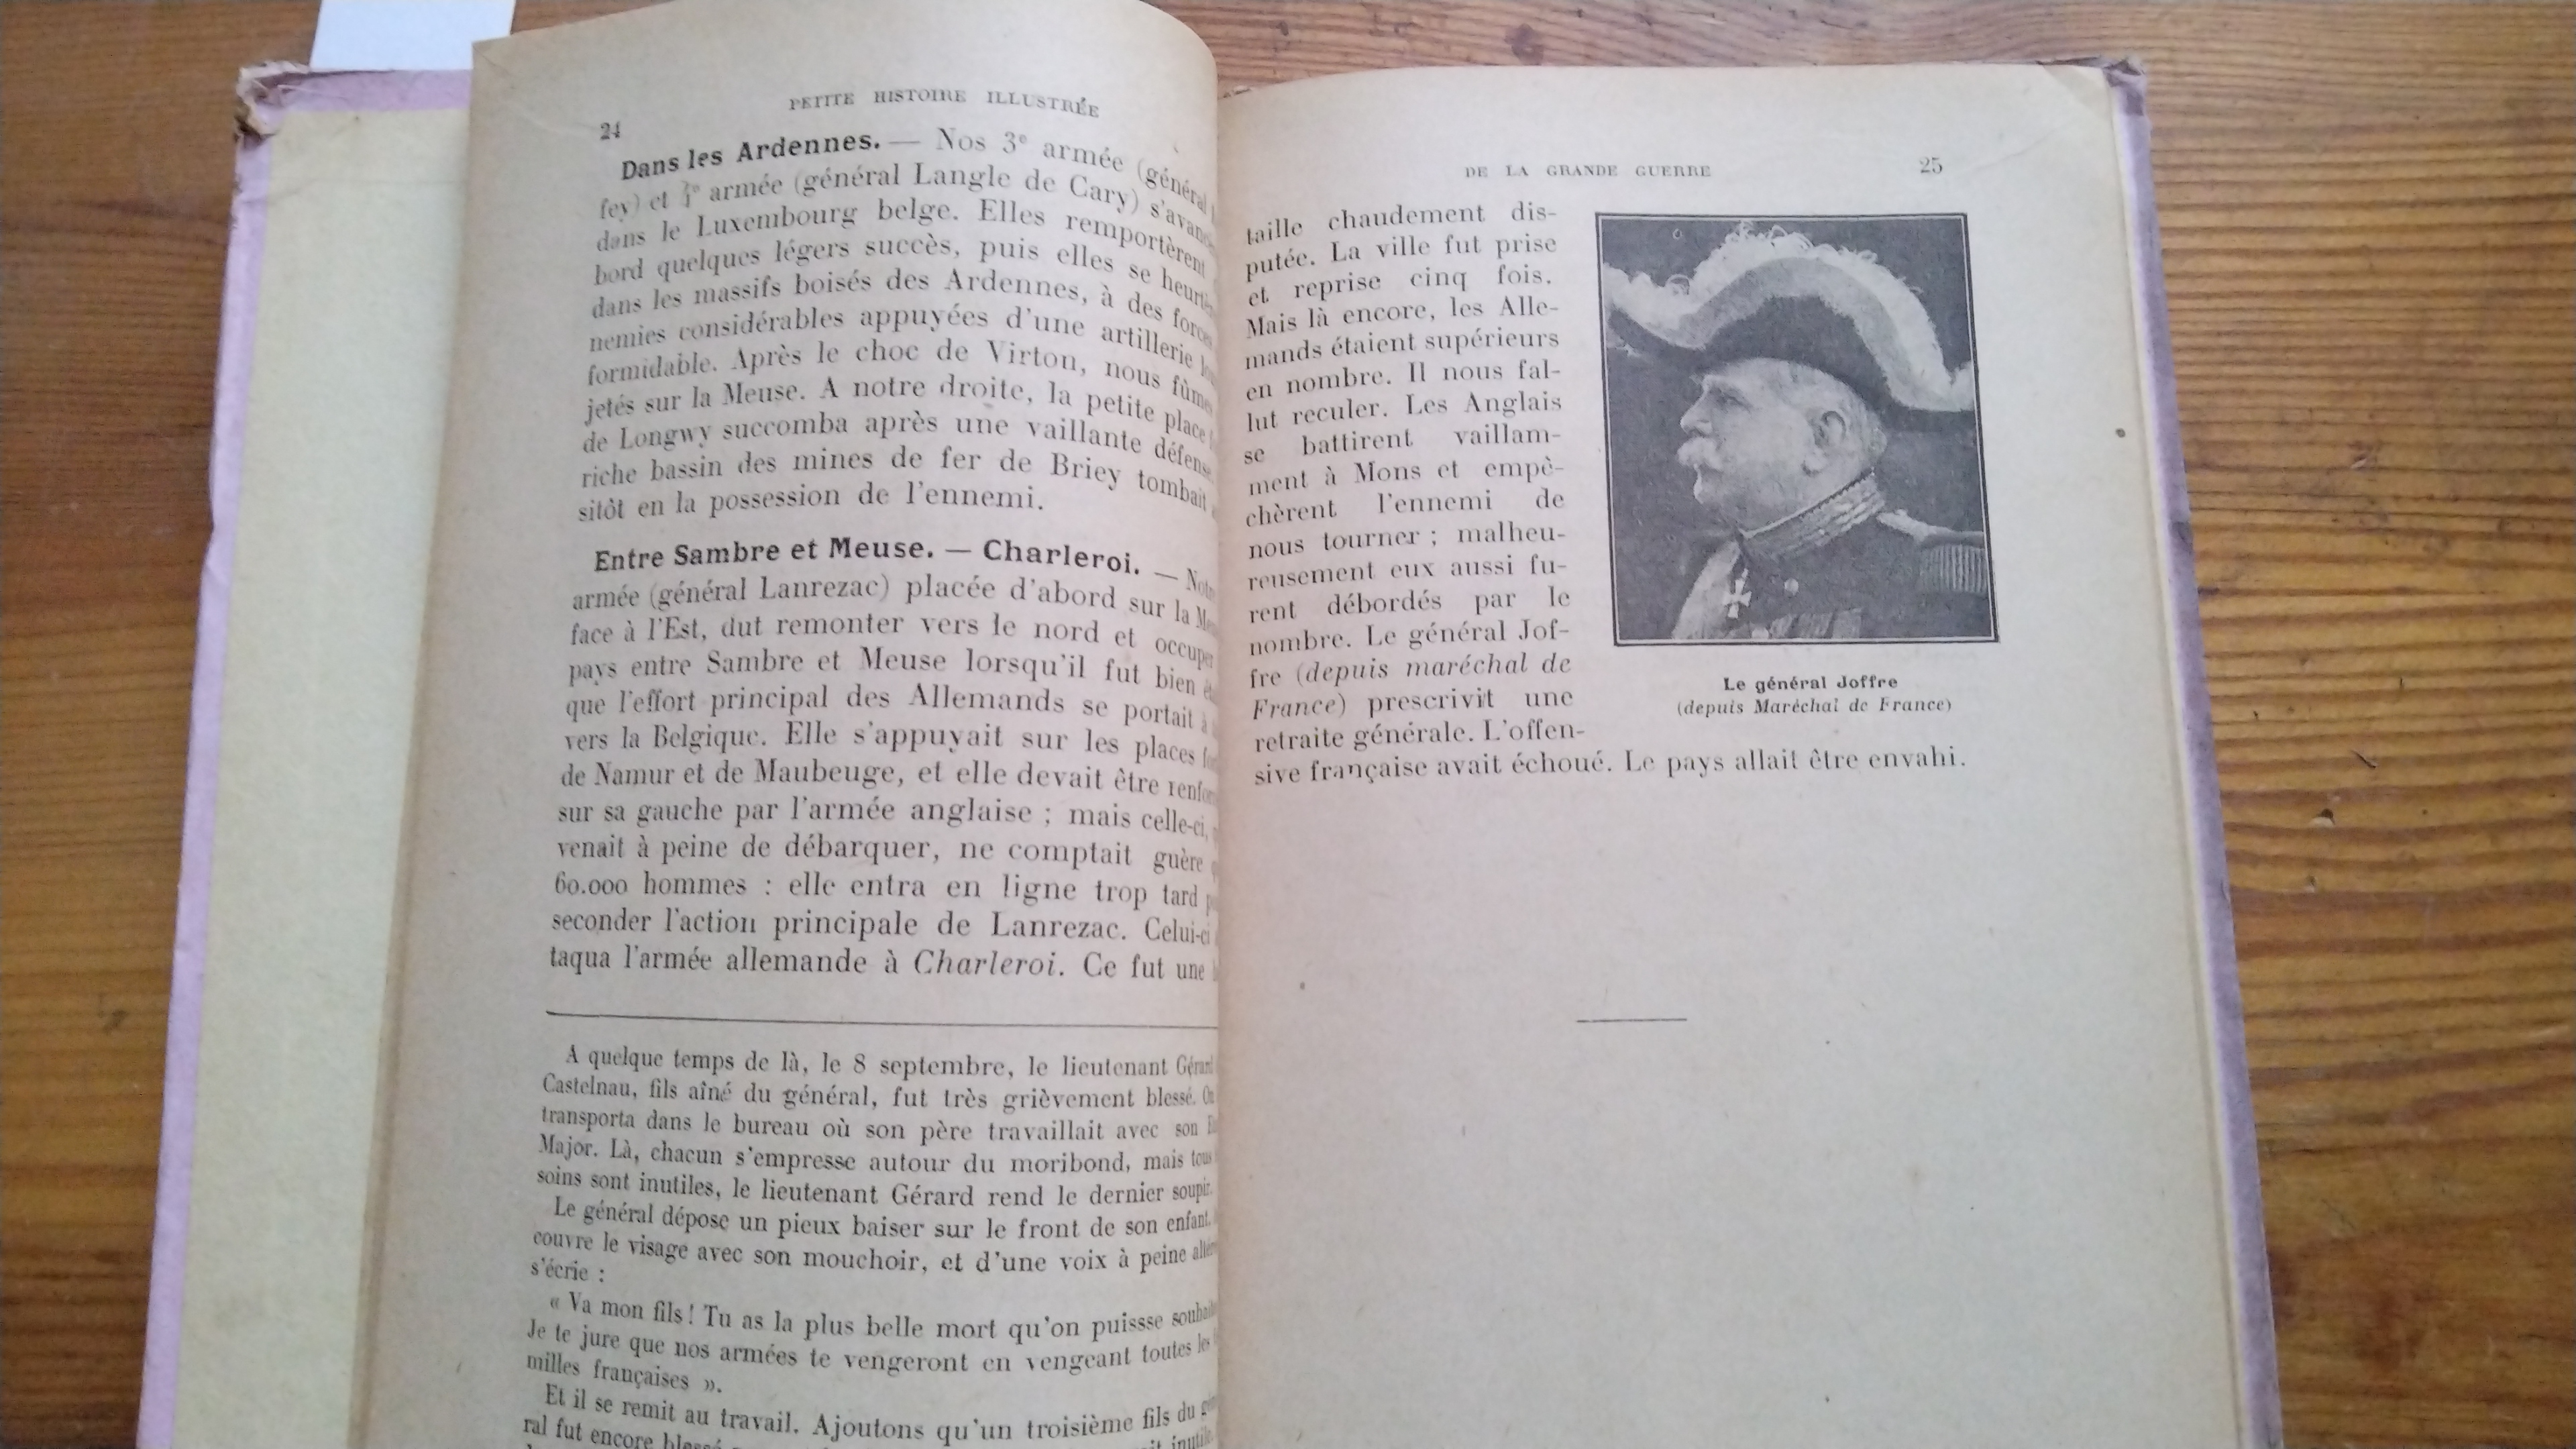 PETITE HISTOIRE ILLUSTRÉE
24
Dans les Ardennes. — Nos 3e armée (général
fey) et 4e armée (général Langle de Cary)
dans le Luxembourg belge. Elles remportèrent
bord quelques légers succès, puis elles se
dans les massifs boisés des Ardennes, à des
nemies considérables appuyées d'une artillerie
formidable. Après le choc de Virton, nous
jetés sur la Meuse. A notre droite, la petite place
de Longwy succomba après une vaillante
riche bassin des mines de fer de Briey tombait
sitôt en la possession de l'ennemi.
Entre Sambre et Meuse. — Charleroi. —
armée (général Lanrezac) placée d'abord sur la
face à l'Est, dut remonter vers le nord et
pays entre Sambre et Meuse lorsqu'il fut bien
que l'effort principal des Allemands se portait
vers la Belgique. Elle s'appuyait sur les places
de Namur et de Maubeuge, et elle devait être
sur sa gauche par l'armée anglaise ; mais celle-ci,
venait à peine de débarquer, ne comptait guère
60.000 hommes : elle entra en ligne trop tard
seconder l'action principale de Lanrezac. Celui-ci
taqua l'armée allemande à Charleroi. Ce fut une
A quelque temps de là, le 8 septembre, le lieutenant
Castelnau, fils aîné du général, fut très grièvement blessé.
transporta dans le bureau où son père travaillait avec son
Major. Là, chacun s'empresse autour du moribond, mais
soins sont inutiles, le lieutenant Gérard rend le dernier soupir.
Le général dépose un pieux baiser sur le front de son enfant.
couvre le visage avec son mouchoir, et d'une voix à peine
s'écrie :
« Va mon fils ! Tu as la plus belle mort qu'on puissse
Je te jure que nos armées te vengeront en vengeant toutes
milles françaises ».
Et il se remit au travail. Ajoutons qu'un troisième fils du
ral fut encore
DE LA GRANDE GUERRE
25
taille chaudement dis-
putée. La ville fut prise
et reprise cinq fois.
Mais là encore, les Alle-
mands étaient supérieurs
en nombre. Il nous fal-
lut reculer. Les Anglais
se battirent vaillam-
ment à Mons et empê-
chèrent l'ennemi de
nous tourner ; malheu-
reusement eux aussi fu-
rent débordés par le
nombre. Le général Jof-
fre (depuis maréchal de
France) prescrivit une
retraite générale. L'offen-
sive française avait échoué. Le pays allait être envahi.
Le général Joffre
(depuis Maréchal de France)